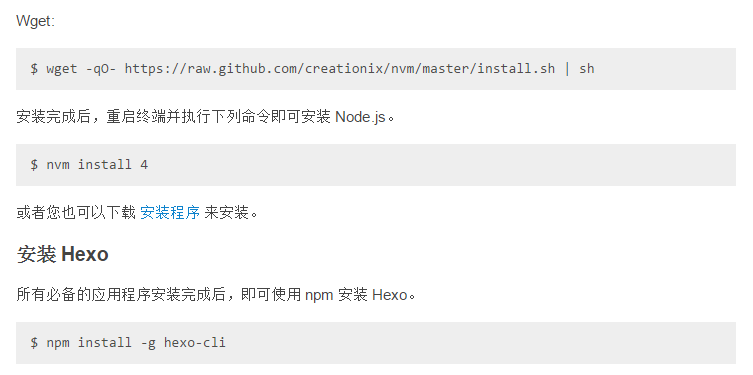 Wget:
$ wget -qO- https://raw.github.com/creationix/nvm/master/install.sh | sh
安装完成后，重启终端并执行下列命令即可安装 Node.js。
$ nvm install 4
或者您也可以下载 安装程序 来安装。
安装 Hexo
所有必备的应用程序安装完成后，即可使用 npm 安装 Hexo。
$ npm install -g hexo-cli